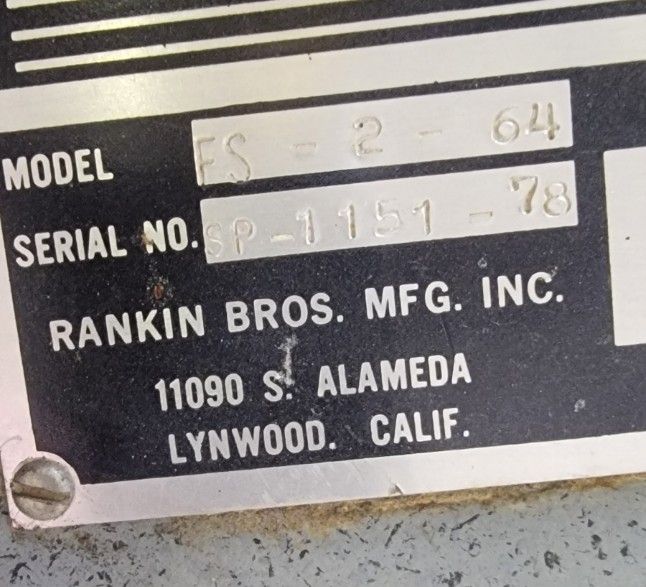 MODEL FS - 2 - 64
SERIAL NO. SP-1151-78
RANKIN BROS. MFG. INC.
11090 S. ALAMEDA
LYNWOOD. CALIF.